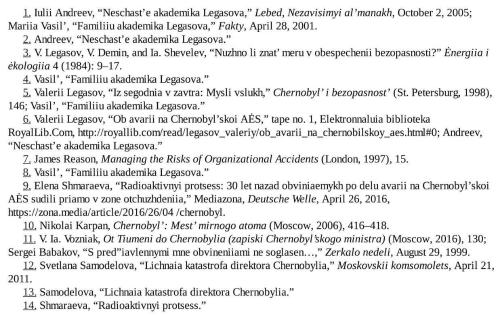 1. Iulii Andreev, “Neschast’e akademika Legasova,” Lebed, Nezavisimyi al’manakh, October 2, 2005;
Mariia Vasil’, “Familiiu akademika Legasova,” Fakty, April 28, 2001.
2. Andreev, “Neschast’e akademika Legasova.”
3. V. Legasov, V. Demin, and Ia. Shevelev, “Nuzhno li znat’ meru v obespechenii bezopasnosti?” Ėnergiia i
ėkologiia 4 (1984): 9–17.
4. Vasil’, “Familiiu akademika Legasova.”
5. Valerii Legasov, “Iz segodnia v zavtra: Mysli vslukh,” Chernobyl’ i bezopasnost’ (St. Petersburg, 1998),
146; Vasil’, “Familiiu akademika Legasova.”
6. Valerii Legasov, “Ob avarii na Chernobyl’skoi AĖS,” tape no. 1, Elektronnaluia biblioteka
RoyalLib.Com, http://royallib.com/read/legasov_valeriy/ob_avarii_na_chernobilskoy_aes.html#0; Andreev,
“Neschast’e akademika Legasova.”
7. James Reason, Managing the Risks of Organizational Accidents (London, 1997), 15.
8. Vasil’, “Familiiu akademika Legasova.”
9. Elena Shmaraeva, “Radioaktivnyi protsess: 30 let nazad obviniaemykh po delu avarii na Chernobyl’skoi
AĖS sudili priamo v zone otchuzhdeniia,” Mediazona, Deutsche Welle, April 26, 2016,
https://zona.media/article/2016/26/04 /chernobyl.
10. Nikolai Karpan, Chernobyl’: Mest’ mirnogo atoma (Moscow, 2006), 416–418.
11. V. Ia. Vozniak, Ot Tiumeni do Chernobylia (zapiski Chernobyl’skogo ministra) (Moscow, 2016), 130;
Sergei Babakov, “S pred”iavlennymi mne obvineniiami ne soglasen…,” Zerkalo nedeli, August 29, 1999.
12. Svetlana Samodelova, “Lichnaia katastrofa direktora Chernobylia,” Moskovskii komsomolets, April 21,
2011.
13. Samodelova, “Lichnaia katastrofa direktora Chernobylia.”
14. Shmaraeva, “Radioaktivnyi protsess.”